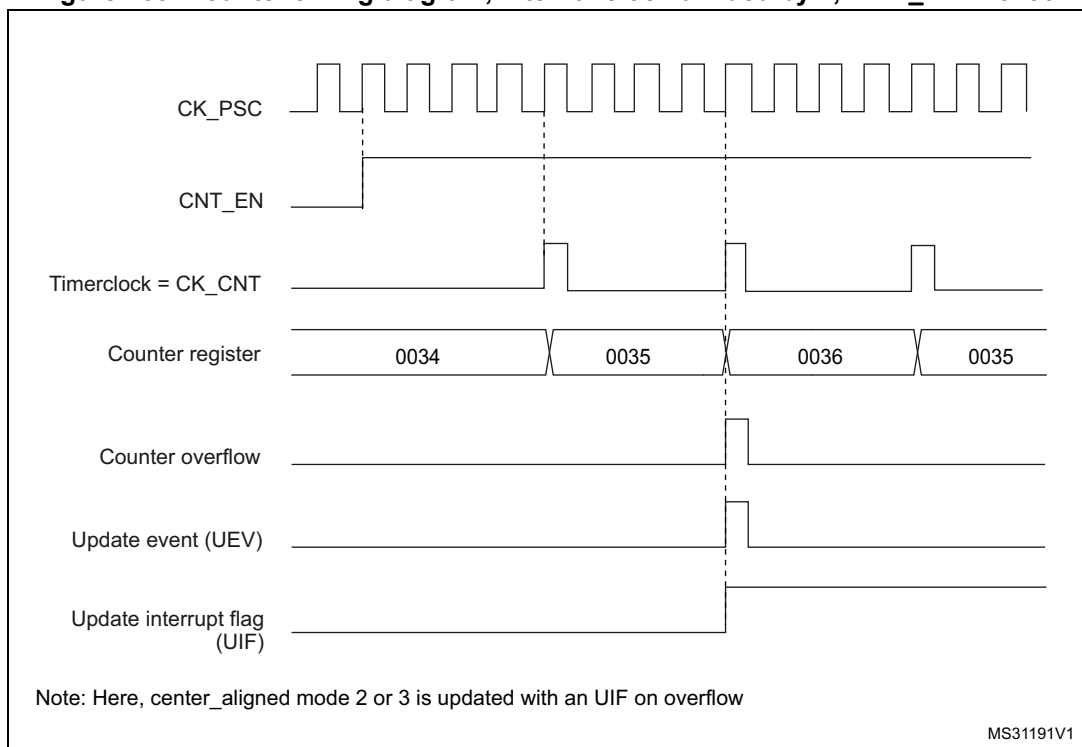 CK_PSC
CNT_EN
Timerclock = CK_CNT
Counter register 0034 0035 0036 0035
Counter overflow
Update event (UEV)
Update interrupt flag
(UIF)
Note: Here, center_aligned mode 2 or 3 is updated with an UIF on overflow
MS31191V1